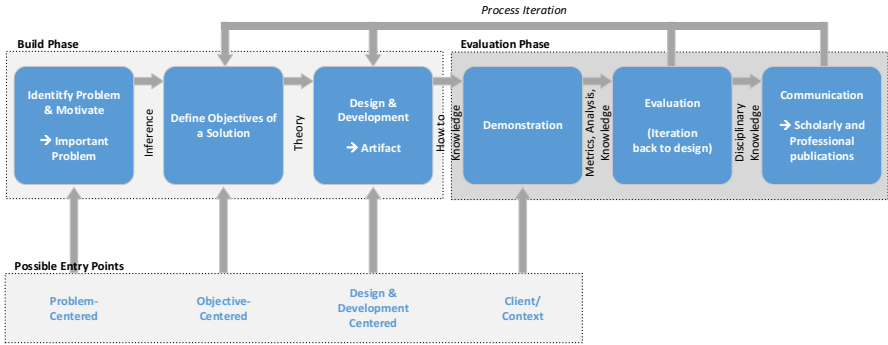 Process Iteration
Build Phase
Evaluation Phase
Identitfy Problem
& Motivate
→ Important
Problem
Inference
Define Objectives of
a Solution
Theory
Design &
Development
→ Artifact
How to
Knowledge
Demonstration
Metrics, Analysis,
Knowledge
Evaluation
(Iteration
back to design)
Disciplinary
Knowledge
Communication
→ Scholarly and
Professional
publications
Possible Entry Points
Problem-
Centered
Objective-
Centered
Design &
Development
Centered
Client/
Context